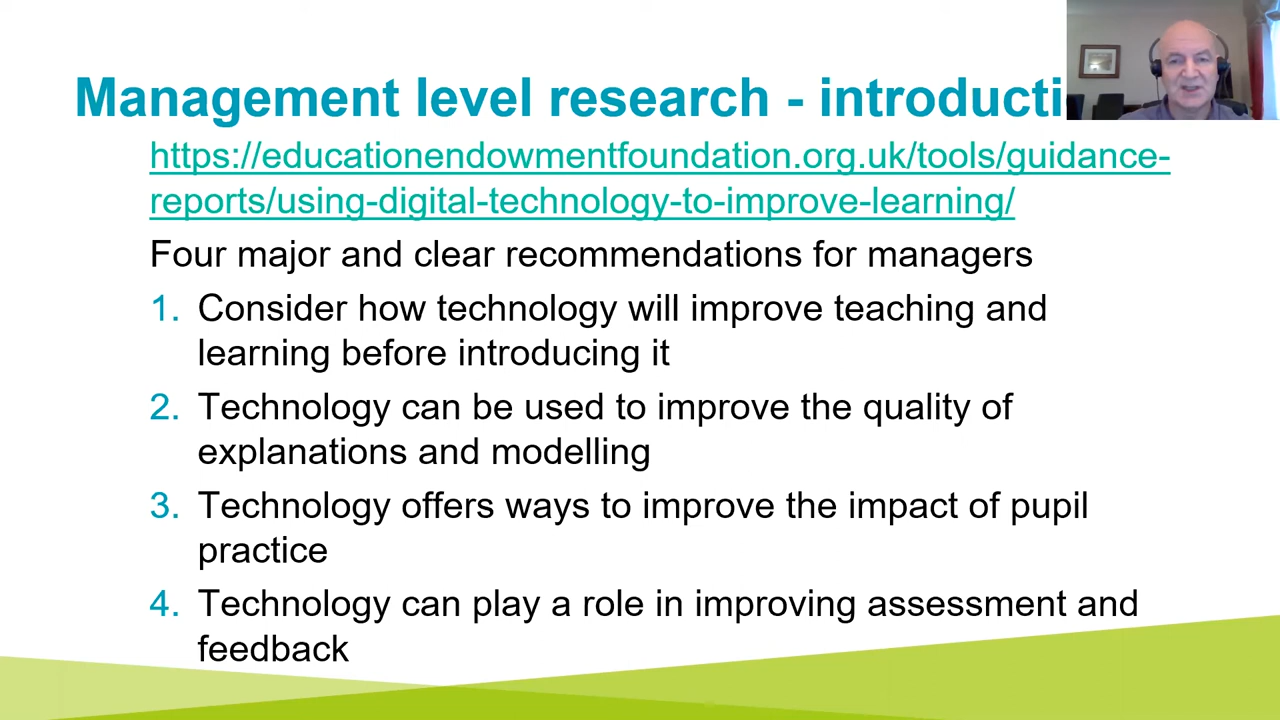 Management level research - introducti
https://educationendowmentfoundation.org.uk/tools/guidance-
reports/using-digital-technology-to-improve-learning/
Four major and clear recommendations for managers
1. Consider how technology will improve teaching and
learning before introducing it
2. Technology can be used to improve the quality of
explanations and modelling
3. Technology offers ways to improve the impact of pupil
practice
4. Technology can play a role in improving assessment and
feedback